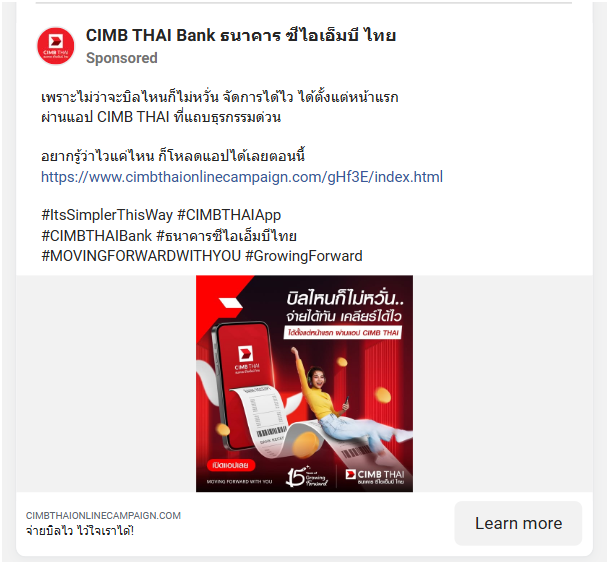 CIMB THAI Bank ธนาคาร ซีไอเอ็มบี ไทย
Sponsored
เพราะไม่ว่าจะบิลไหนก็ไม่หวั่น จัดการได้ไว ได้ตั้งแต่หน้าแรก
ผ่านแอป CIMB THAI ที่แถบธุรกรรมด่วน
อยากรู้ว่าไวแค่ไหน ก็โหลดแอปได้เลยตอนนี้
https://www.cimbthaionlinecampaign.com/gHf3E/index.html
#ItsSimplerThisWay #CIMBTHAIApp
#CIMBTHAIBank #ธนาคารซีไอเอ็มบีไทย
#MOVINGFORWARDWITHYOU #GrowingForward
บิลไหนก็ไม่หวั่น..
จ่ายได้ทัน เคลียร์ได้ไว
ได้ตั้งแต่หน้าแรก ผ่านแอป CIMB THAI
CIMB THAI
เปิดแอปเลย
MOVING FORWARD WITH YOU
15 Years of Growing Forward
CIMB THAI
ธนาคาร ซีไอเอ็มบี ไทย
CIMBTHAIONLINECAMPAIGN.COM
จ่ายบิลไว ไว้ใจเราได้!
Learn more